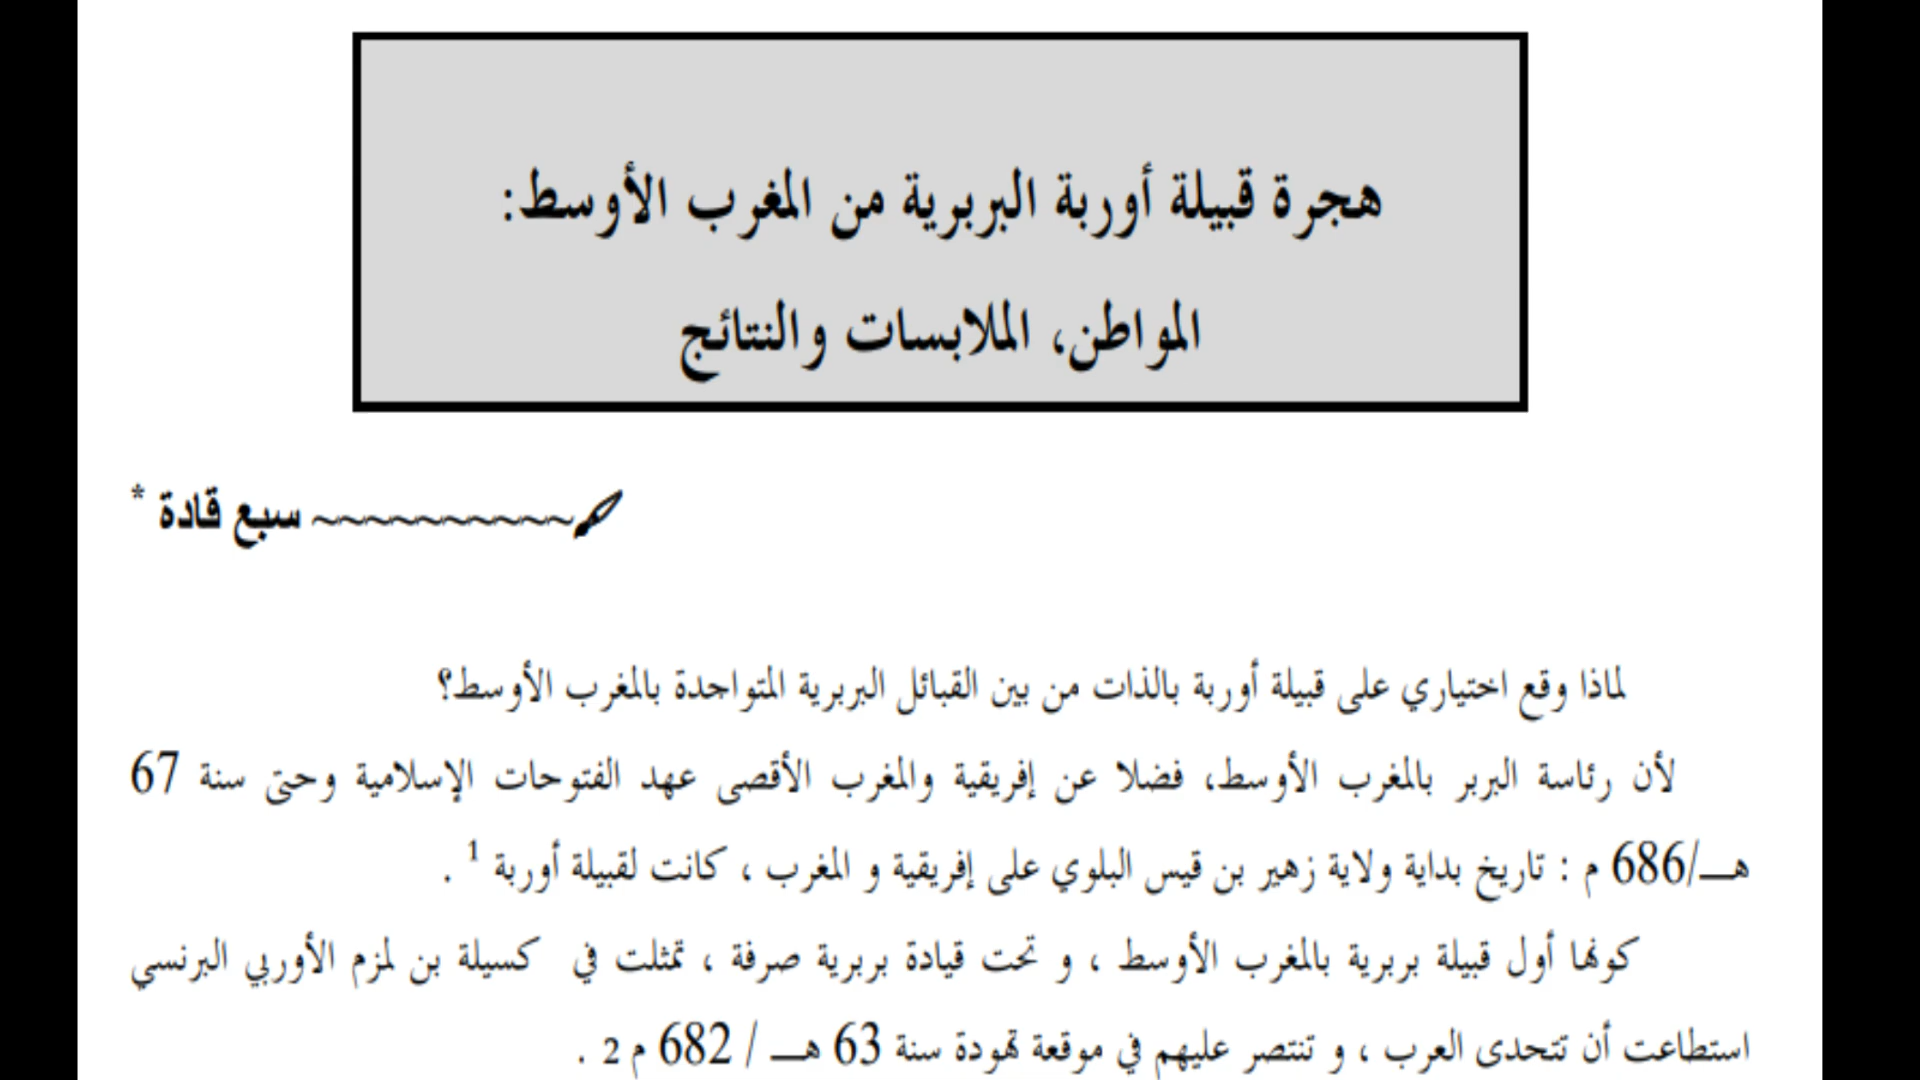 هجرة قبيلة أوربة البربرية من المغرب الأوسط:
المواطن، الملابسات والنتائج
~~~~~~~~~~ سبع قادة *
لماذا وقع اختياري على قبيلة أوربة بالذات من بين القبائل البربرية المتواجدة بالمغرب الأوسط؟
لأن رئاسة البربر بالمغرب الأوسط، فضلا عن إفريقية والمغرب الأقصى عهد الفتوحات الإسلامية وحتى سنة 67
هـــ/686 م : تاريخ بداية ولاية زهير بن قيس البلوي على إفريقية و المغرب ، كانت لقبيلة أوربة 1 .
كونها أول قبيلة بربرية بالمغرب الأوسط ، و تحت قيادة بربرية صرفة ، تمثلت في كسيلة بن لمزم الأوربي البرنسي
استطاعت أن تتحدى العرب ، و تنتصر عليهم في موقعة تهودة سنة 63 هـــ / 682 م 2 .